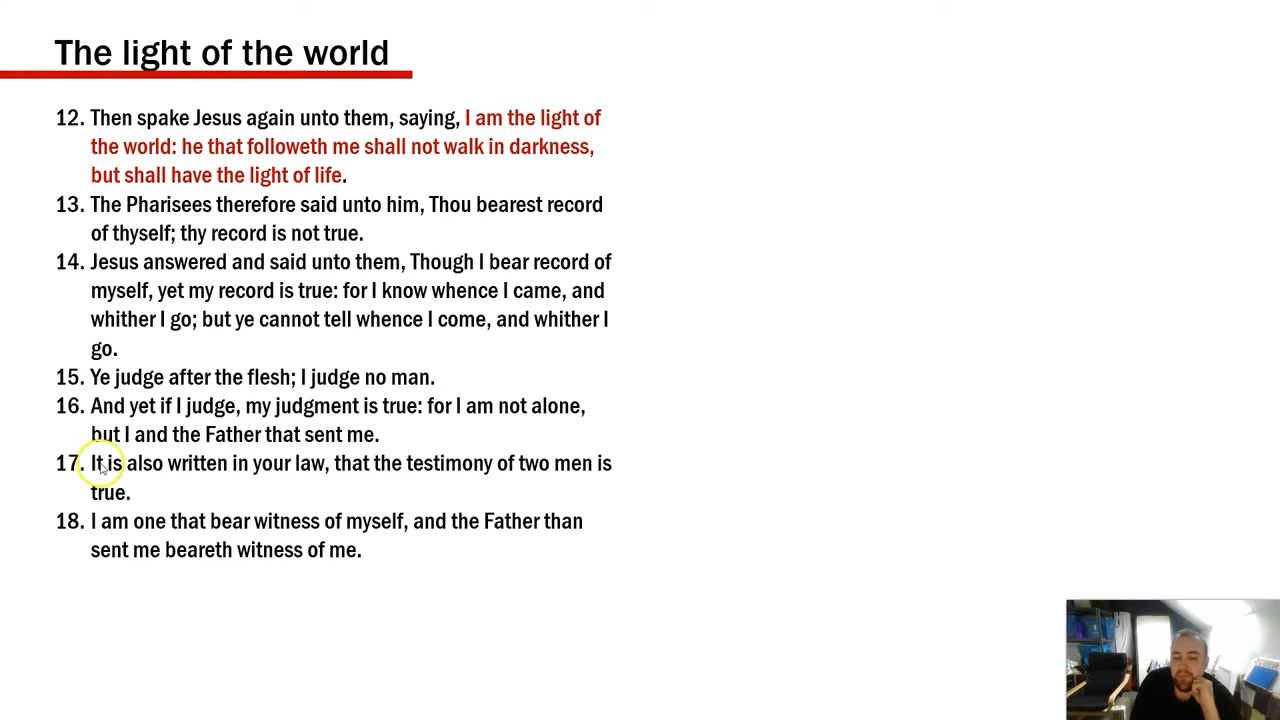 The light of the world
12. Then spake Jesus again unto them, saying, I am the light of
the world: he that followeth me shall not walk in darkness,
but shall have the light of life.
13. The Pharisees therefore said unto him, Thou bearest record
of thyself; thy record is not true.
14. Jesus answered and said unto them, Though I bear record of
myself, yet my record is true: for I know whence I came, and
whither I go; but ye cannot tell whence I come, and whither I
go.
15. Ye judge after the flesh; I judge no man.
16. And yet if I judge, my judgment is true: for I am not alone,
but I and the Father that sent me.
17. It is also written in your law, that the testimony of two men is
true.
18. I am one that bear witness of myself, and the Father than
sent me beareth witness of me.